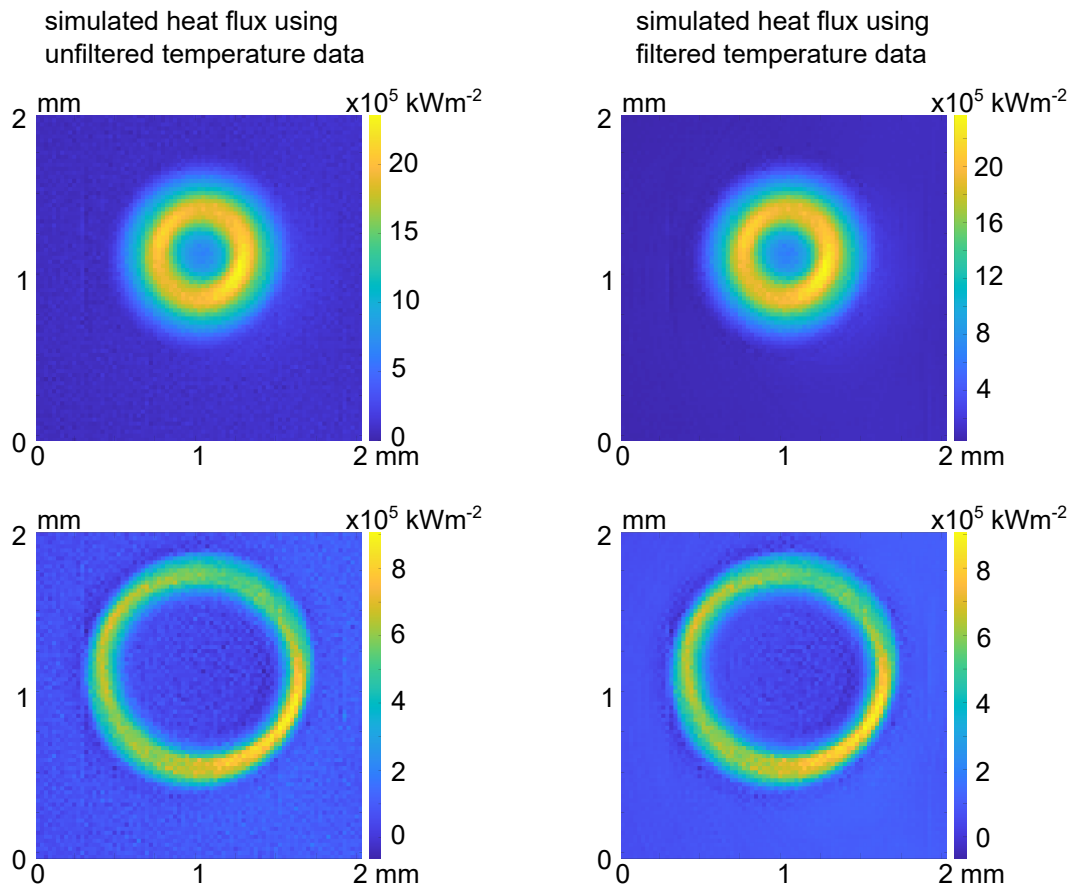 simulated heat flux using
unfiltered temperature data
simulated heat flux using
filtered temperature data
mm
x10⁵ kWm⁻²
2
1
0
0
1
2 mm
20
15
10
5
0
mm
x10⁵ kWm⁻²
2
1
0
0
1
2 mm
20
16
12
8
4
mm
x10⁵ kWm⁻²
2
1
0
0
1
2 mm
8
6
4
2
0
mm
x10⁵ kWm⁻²
2
1
0
0
1
2 mm
8
6
4
2
0